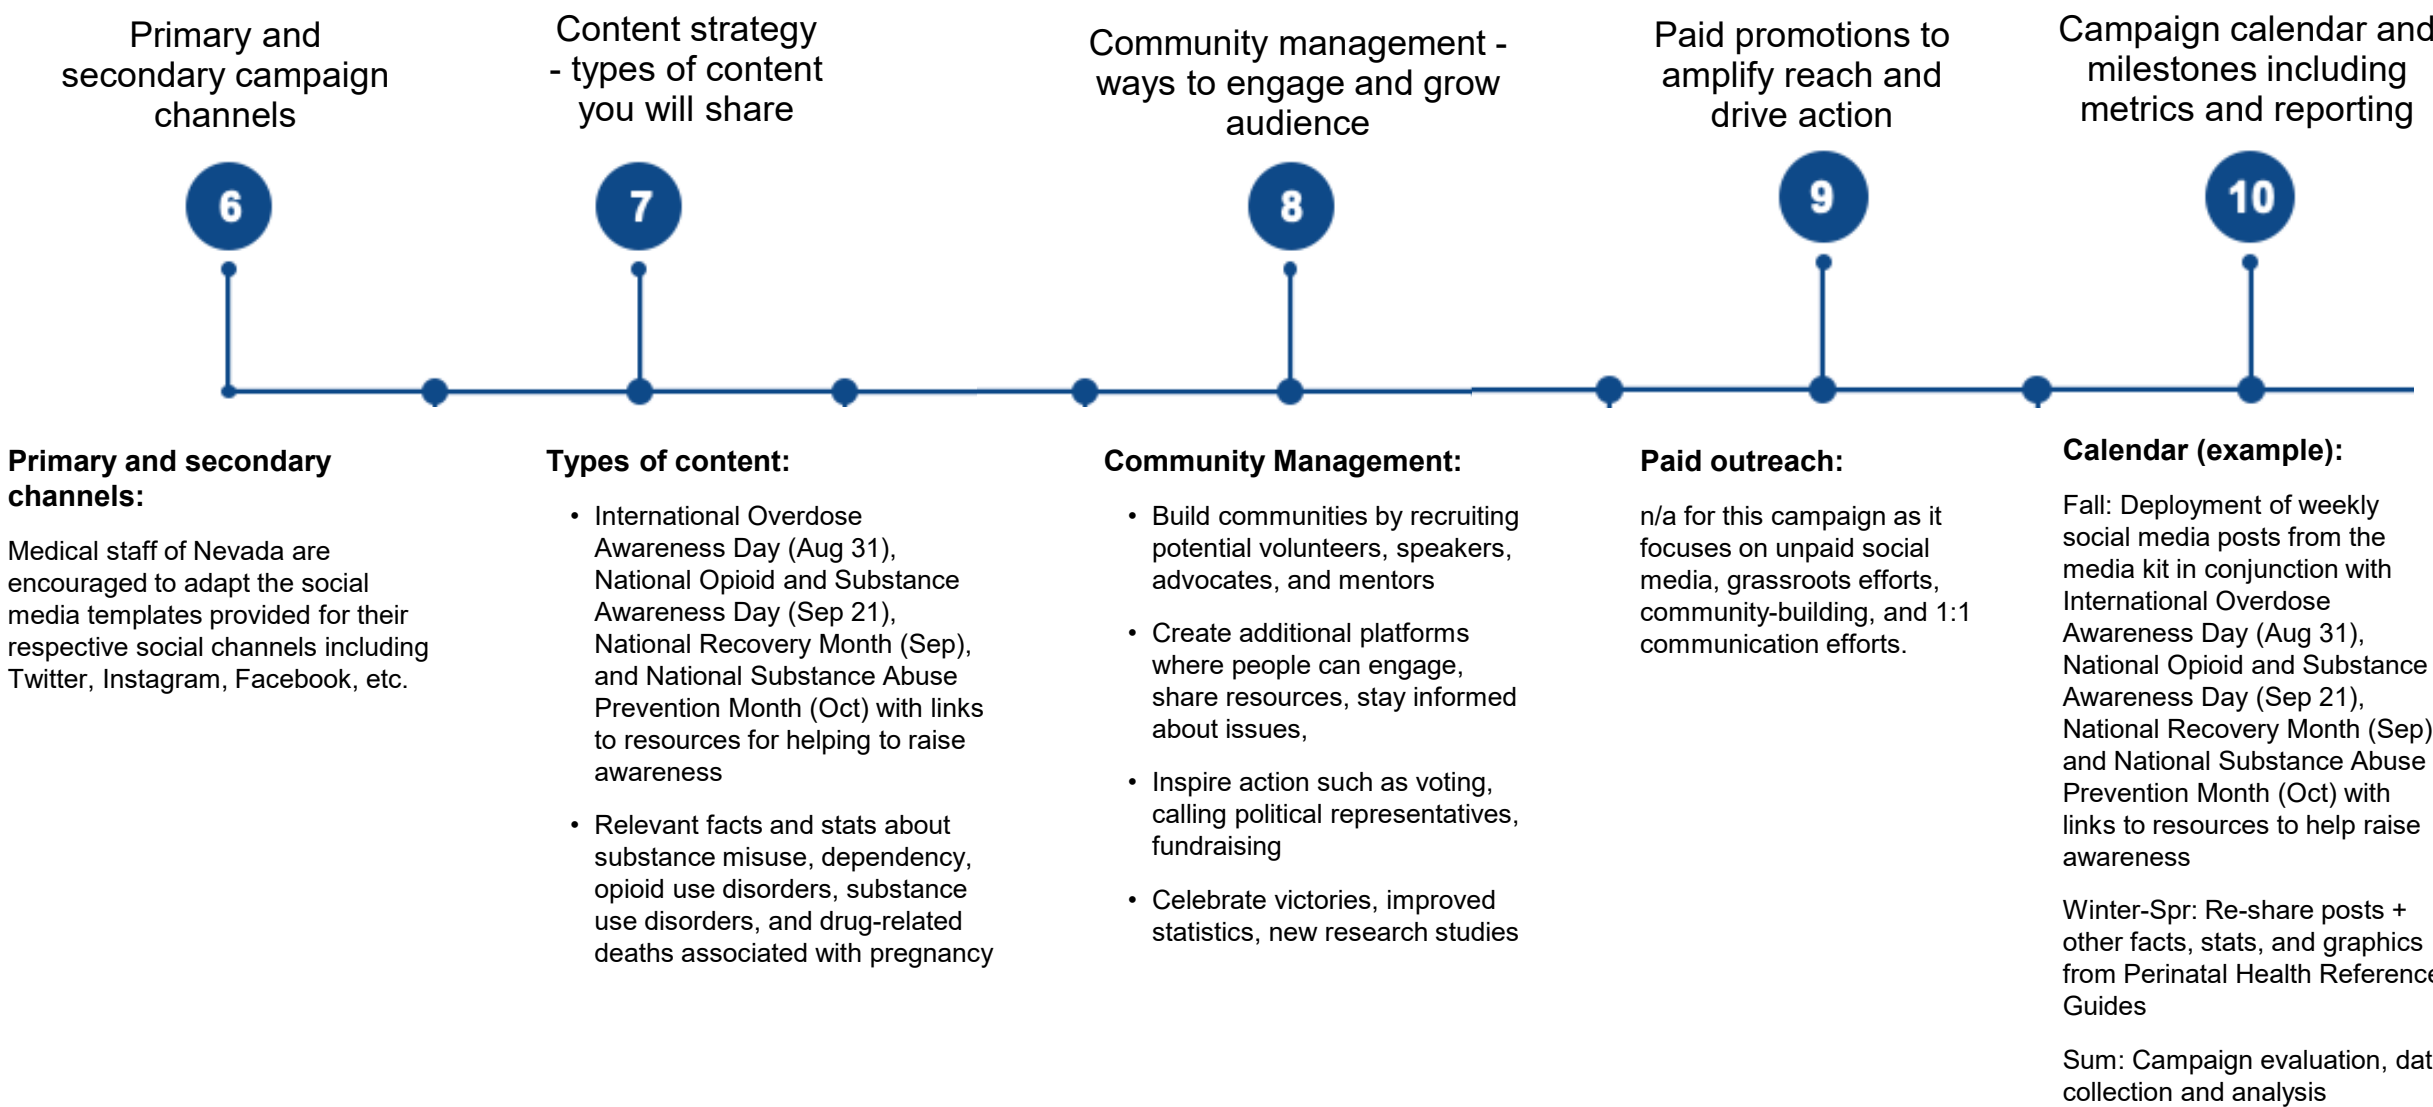 Primary and
secondary campaign
channels
Content strategy
- types of content
you will share
Community management -
ways to engage and grow
audience
Paid promotions to
amplify reach and
drive action
Campaign calendar and
milestones including
metrics and reporting
6
7
8
9
10
Primary and secondary
channels:
Medical staff of Nevada are
encouraged to adapt the social
media templates provided for their
respective social channels including
Twitter, Instagram, Facebook, etc.
Types of content:
• International Overdose
Awareness Day (Aug 31),
National Opioid and Substance
Awareness Day (Sep 21),
National Recovery Month (Sep),
and National Substance Abuse
Prevention Month (Oct) with links
to resources for helping to raise
awareness
• Relevant facts and stats about
substance misuse, dependency,
opioid use disorders, substance
use disorders, and drug-related
deaths associated with pregnancy
Community Management:
• Build communities by recruiting
potential volunteers, speakers,
advocates, and mentors
• Create additional platforms
where people can engage,
share resources, stay informed
about issues,
• Inspire action such as voting,
calling political representatives,
fundraising
• Celebrate victories, improved
statistics, new research studies
Paid outreach:
n/a for this campaign as it
focuses on unpaid social
media, grassroots efforts,
community-building, and 1:1
communication efforts.
Calendar (example):
Fall: Deployment of weekly
social media posts from the
media kit in conjunction with
International Overdose
Awareness Day (Aug 31),
National Opioid and Substance
Awareness Day (Sep 21),
National Recovery Month (Sep)
and National Substance Abuse
Prevention Month (Oct) with
links to resources to help raise
awareness
Winter-Spr: Re-share posts +
other facts, stats, and graphics
from Perinatal Health Reference
Guides
Sum: Campaign evaluation, dat
collection and analysis